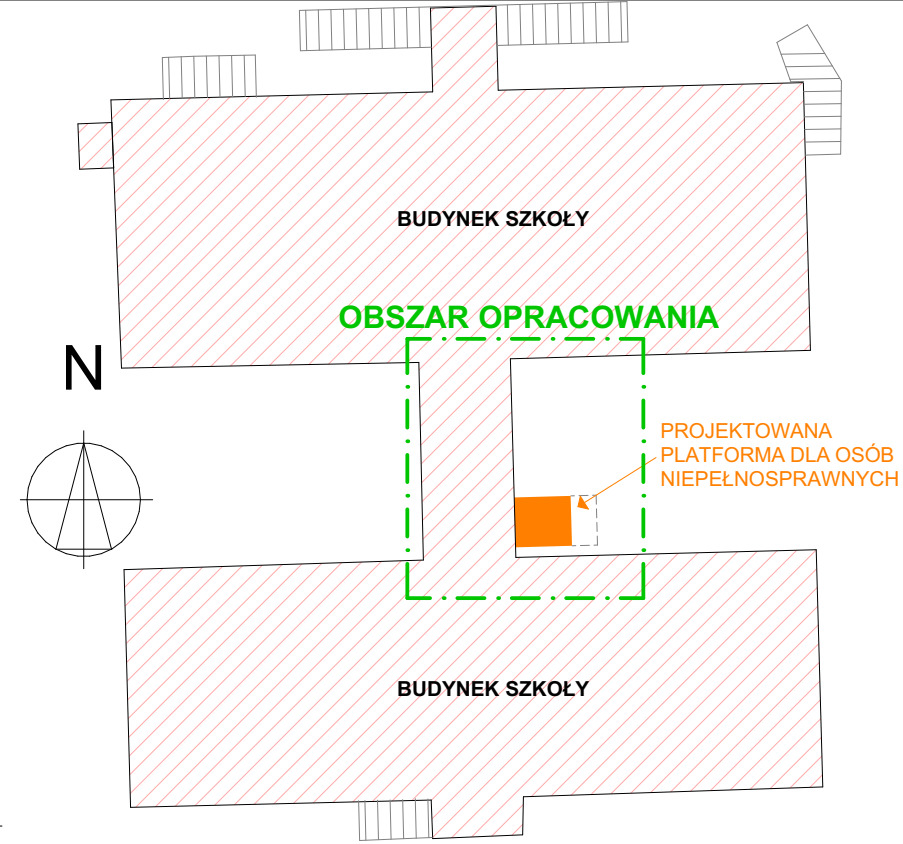 BUDYNEK SZKOŁY
OBSZAR OPRACOWANIA
N
PROJEKTOWANA
PLATFORMA DLA OSÓB
NIEPEŁNOSPRAWNYCH
BUDYNEK SZKOŁY